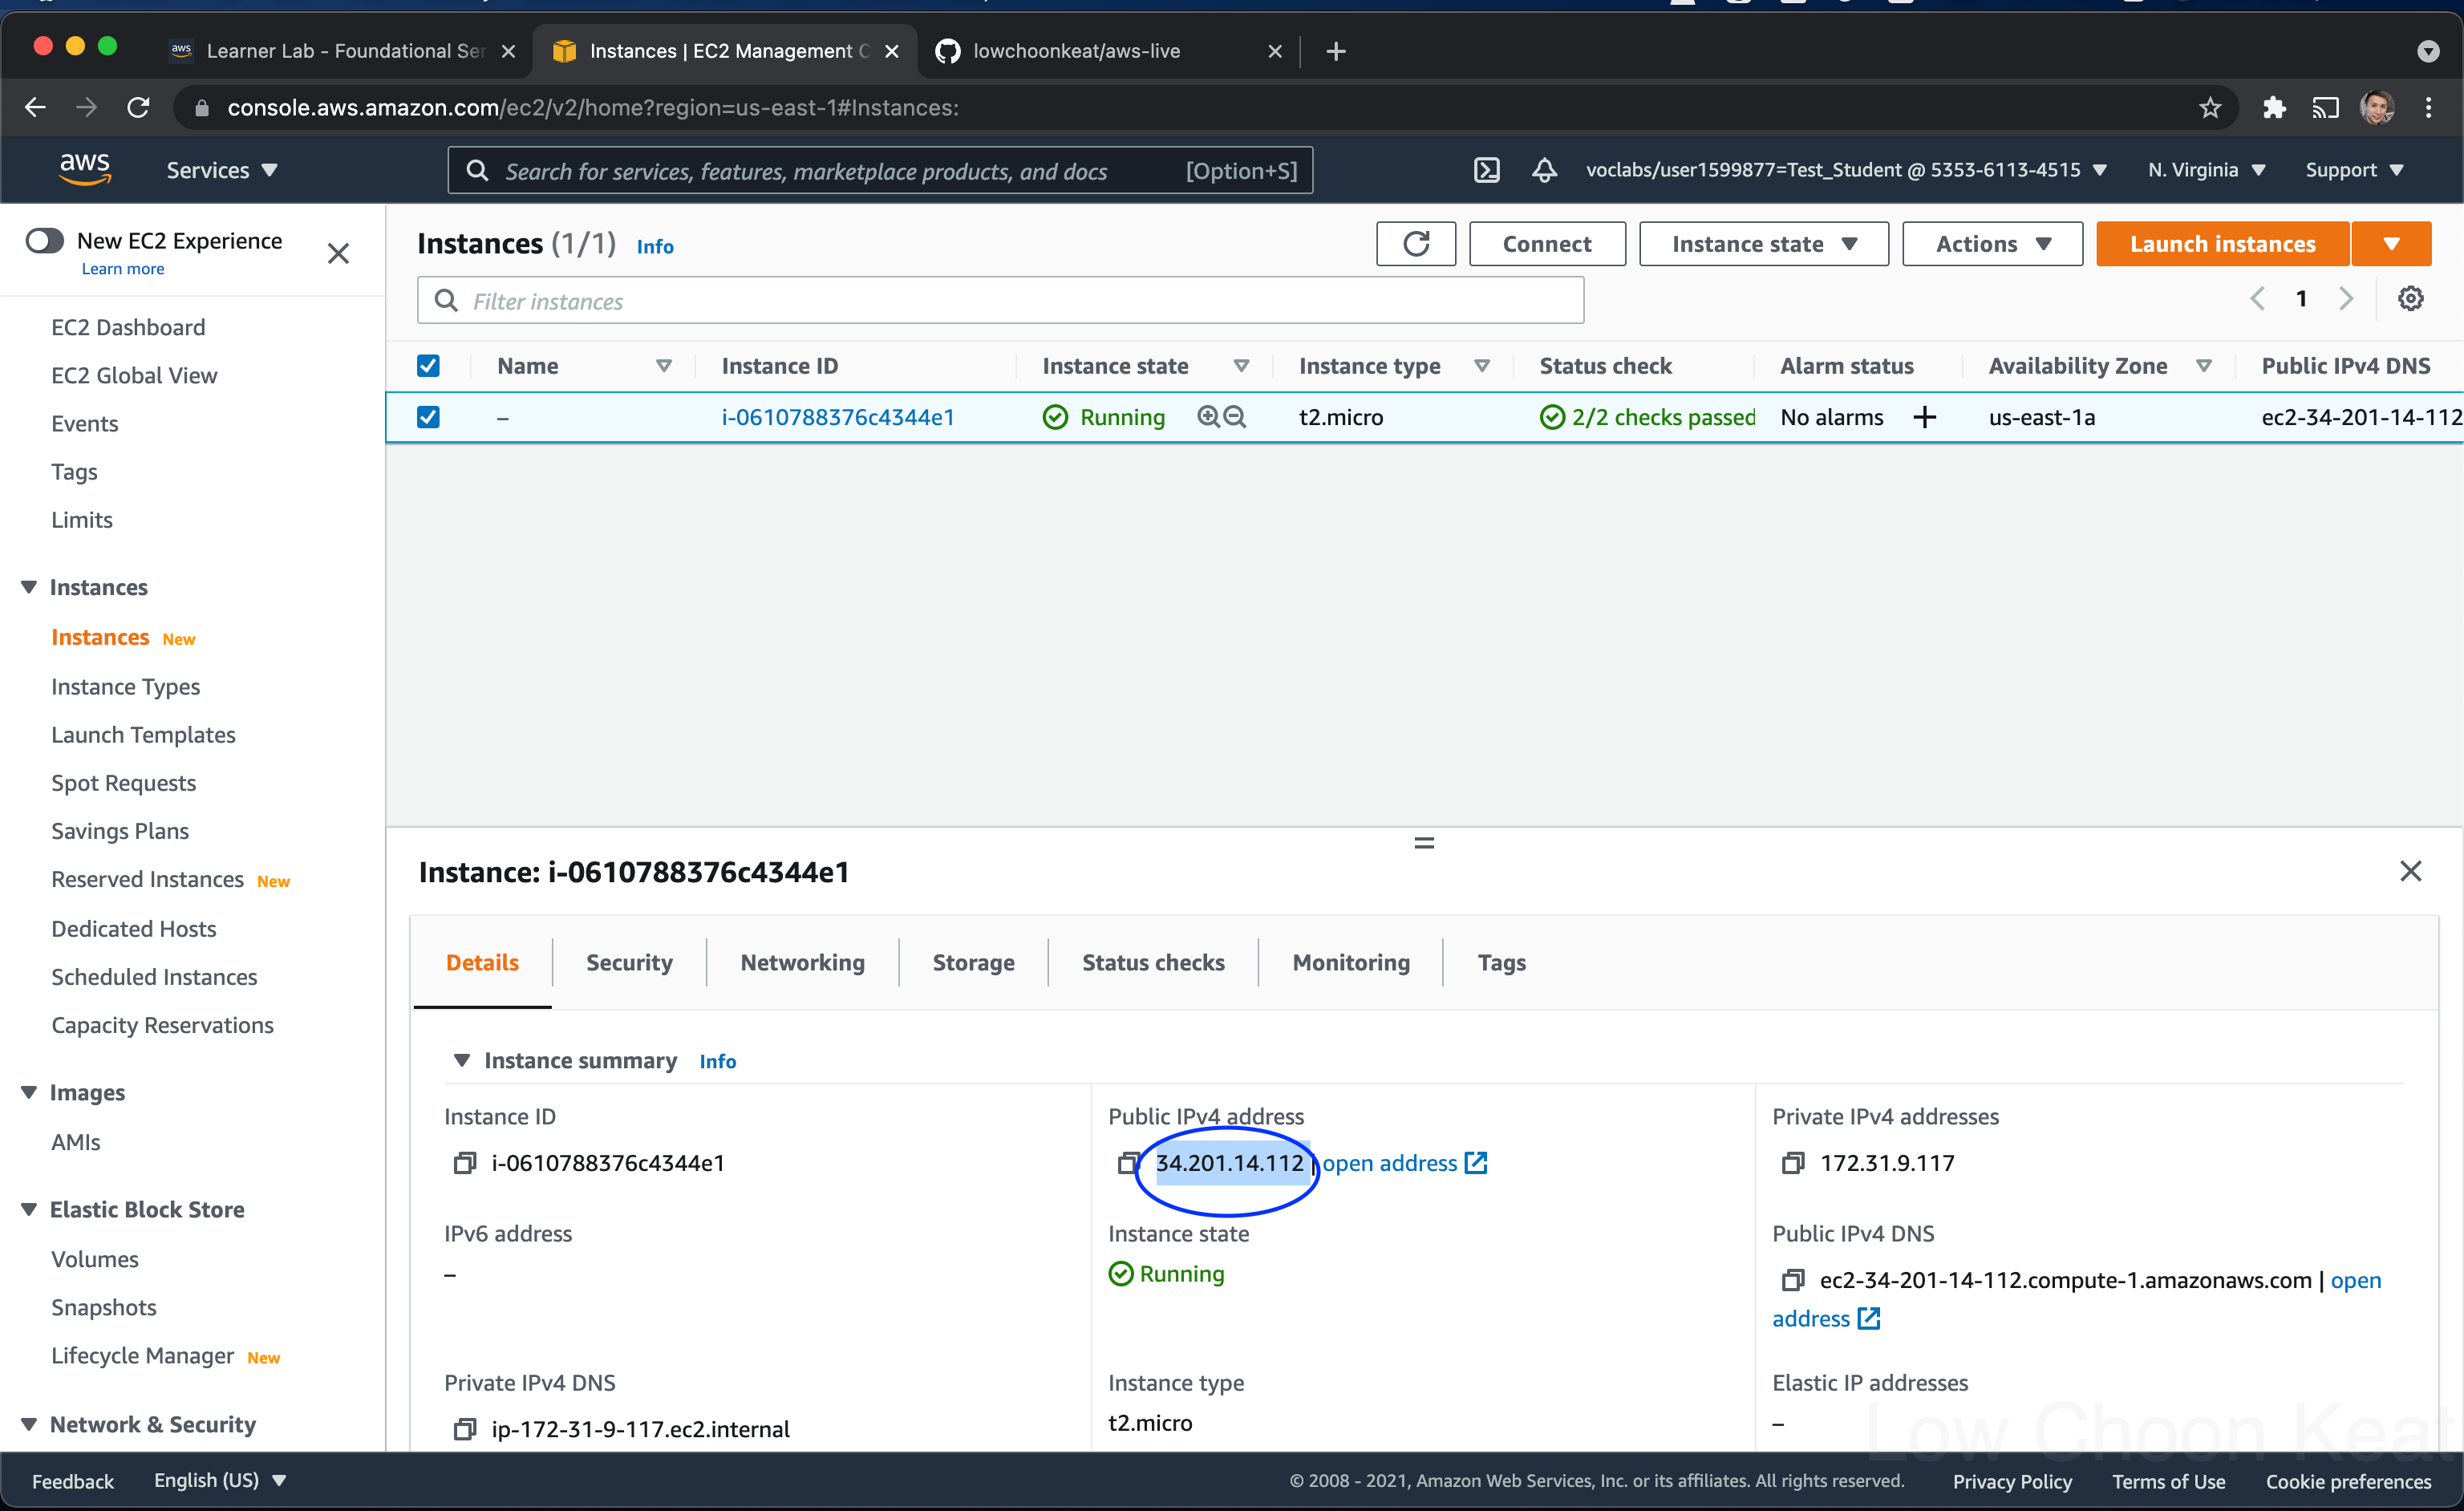 aws Learner Lab - Foundational Ser
Instances | EC2 Management C
lowchoonkeat/aws-live
console.aws.amazon.com/ec2/v2/home?region=us-east-1#Instances:
aws Services Search for services, features, marketplace products, and docs [Option+S] voclabs/user1599877=Test_Student @ 5353-6113-4515 N. Virginia Support
New EC2 Experience
Learn more
EC2 Dashboard
EC2 Global View
Events
Tags
Limits
Instances
Instances New
Instance Types
Launch Templates
Spot Requests
Savings Plans
Reserved Instances New
Dedicated Hosts
Scheduled Instances
Capacity Reservations
Images
AMIs
Elastic Block Store
Volumes
Snapshots
Lifecycle Manager New
Network & Security
Instances (1/1) Info Connect Instance state Actions Launch instances
Filter instances 1
Name Instance ID Instance state Instance type Status check Alarm status Availability Zone Public IPv4 DNS
– i-0610788376c4344e1 Running t2.micro 2/2 checks passed No alarms + us-east-1a ec2-34-201-14-112
Instance: i-0610788376c4344e1
Details Security Networking Storage Status checks Monitoring Tags
Instance summary Info
Instance ID
i-0610788376c4344e1
Public IPv4 address
34.201.14.112 | open address
Private IPv4 addresses
172.31.9.117
IPv6 address
–
Instance state
Running
Public IPv4 DNS
ec2-34-201-14-112.compute-1.amazonaws.com | open
address
Private IPv4 DNS
ip-172-31-9-117.ec2.internal
Instance type
t2.micro
Elastic IP addresses
–
Low Choon Keat
Feedback English (US) © 2008 - 2021, Amazon Web Services, Inc. or its affiliates. All rights reserved. Privacy Policy Terms of Use Cookie preferences